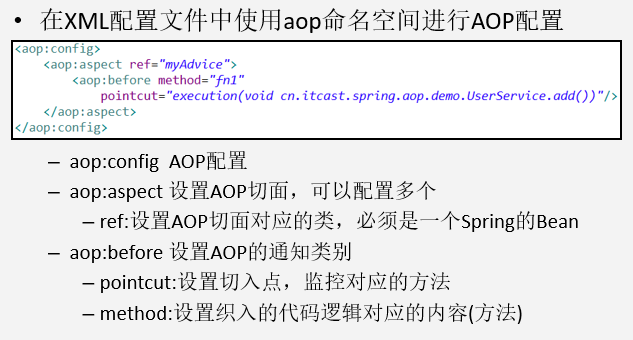 • 在XML配置文件中使用aop命名空间进行AOP配置
<aop:config>
<aop:aspect ref="myAdvice">
<aop:before method="fn1"
pointcut="execution(void cn.itcast.spring.aop.demo.UserService.add())"/>
</aop:aspect>
</aop:config>
– aop:config AOP配置
– aop:aspect 设置AOP切面，可以配置多个
– ref:设置AOP切面对应的类，必须是一个Spring的Bean
– aop:before 设置AOP的通知类别
– pointcut:设置切入点，监控对应的方法
– method:设置织入的代码逻辑对应的内容(方法)